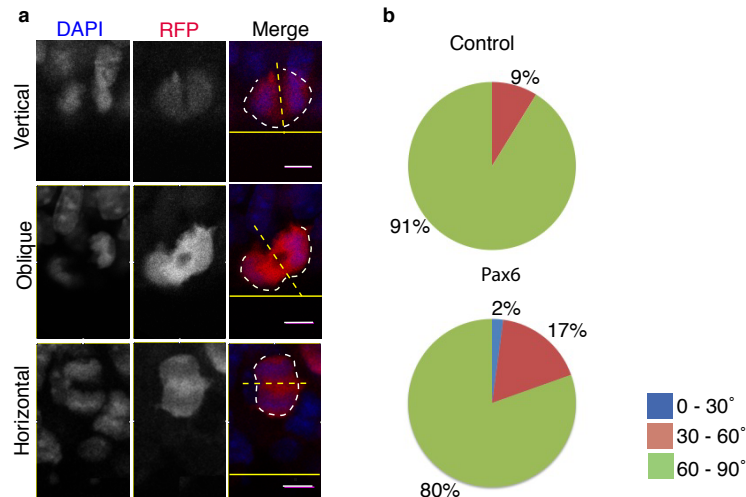 a
DAPI RFP Merge
Vertical
Oblique
Horizontal
b
Control
9%
91%
Pax6
2%
17%
80%
0 - 30˚
30 - 60˚
60 - 90˚